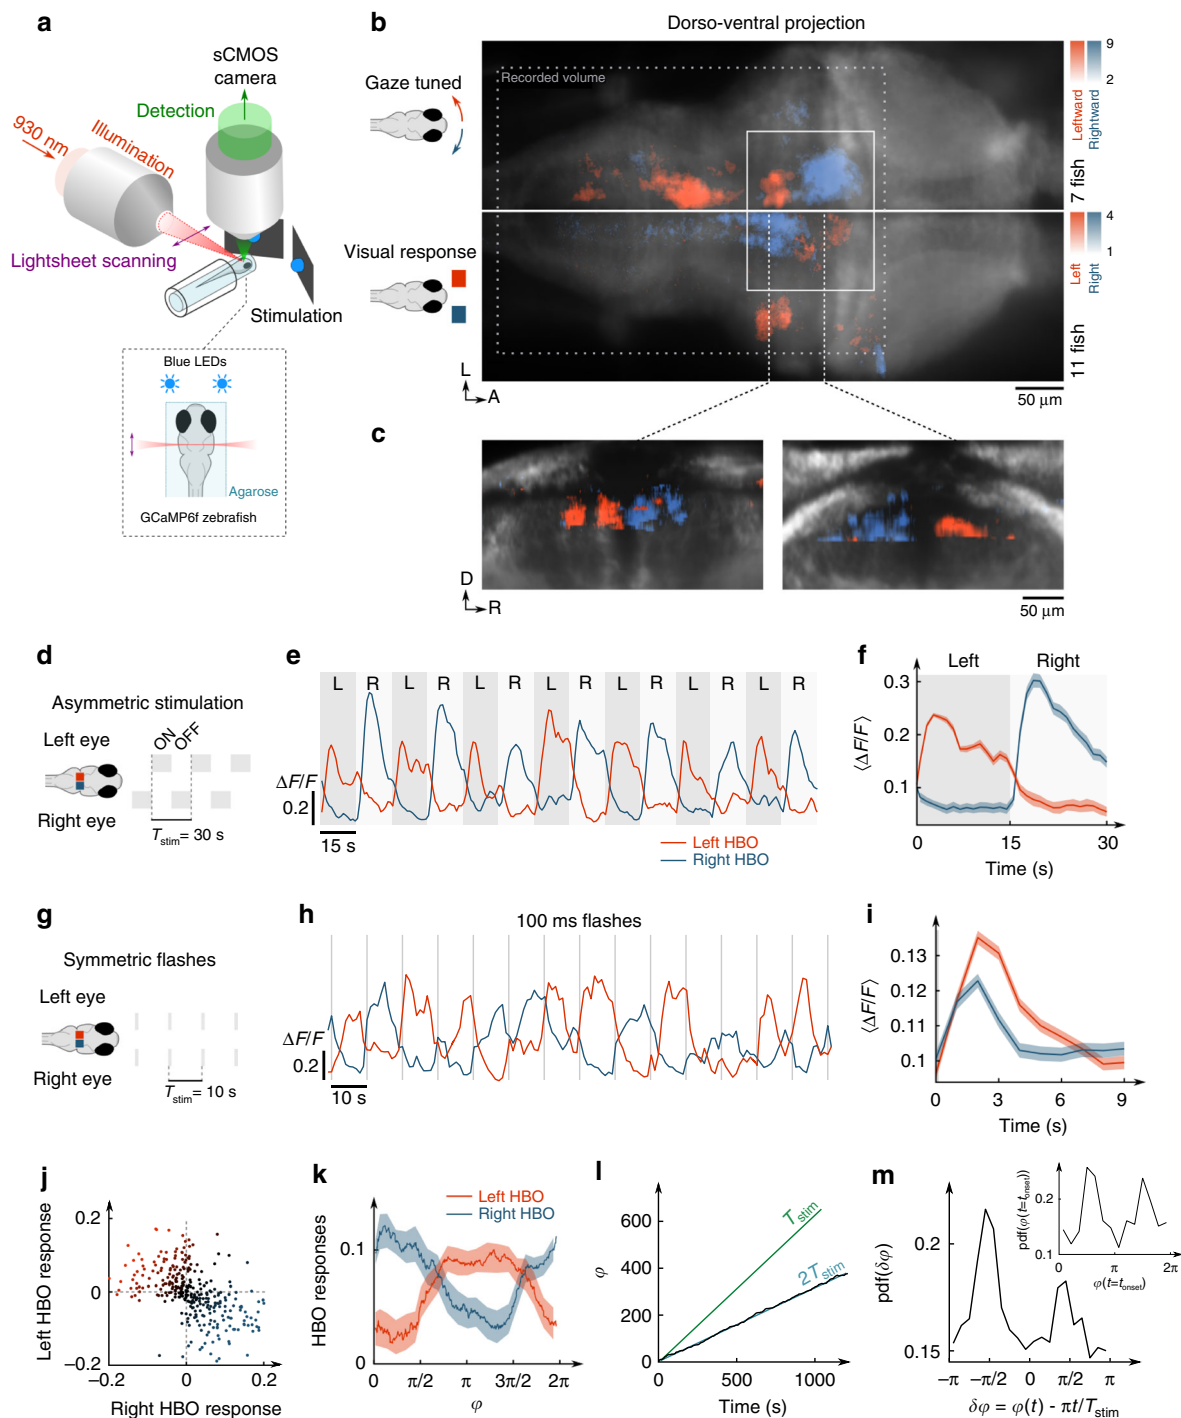 a
sCMOS
camera
Detection
930 nm
Illumination
Lightsheet scanning
Stimulation
Blue LEDs
Agarose
GCaMP6f zebrafish
b
Dorso-ventral projection
Gaze tuned
Recorded volume
Visual response
L
A
9
2
Leftward
Rightward
7 fish
4
1
Left
Right
11 fish
50 μm
c
D
R
50 μm
d
Asymmetric stimulation
ON
OFF
Left eye
Right eye
Tstim= 30 s
e
L R L R L R L R L R L R L R
ΔF/F
0.2
15 s
Left HBO
Right HBO
f
Left Right
0.3
0.2
0.1
⟨ΔF/F⟩
0 15 30
Time (s)
g
Symmetric flashes
Left eye
Right eye
Tstim= 10 s
h
100 ms flashes
ΔF/F
0.2
10 s
i
0.13
0.12
0.11
0.1
⟨ΔF/F⟩
0 3 6 9
Time (s)
j
Left HBO response
0.2
0
−0.2
−0.2 0 0.2
Right HBO response
k
Left HBO
Right HBO
HBO responses
0.1
0
0 π/2 π 3π/2 2π
φ
l
φ
600
400
200
0
Tstim
2Tstim
0 500 1000
Time (s)
m
pdf(δφ)
0.2
0.15
−π −π/2 0 π/2 π
δφ = φ(t) - πt/Tstim
pdf(φ(t=tonset))
0.2
0.1
0 π 2π
φ(t=tonset)